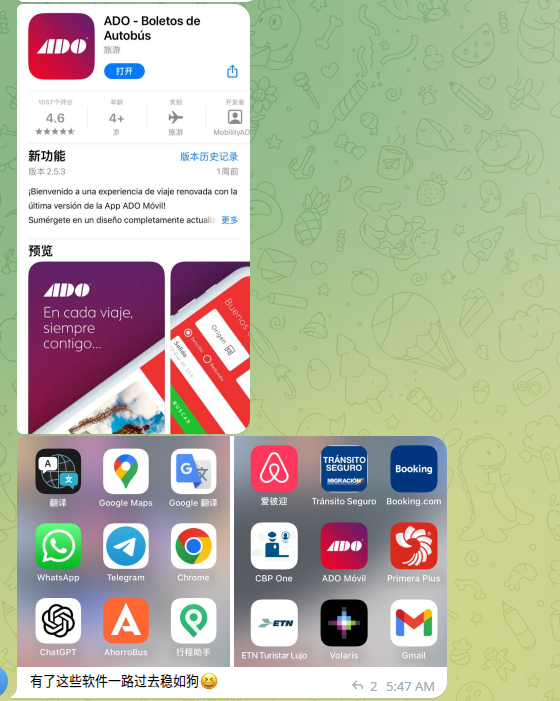 ADO - Boletos de
Autobús
旅游
打开
1057个评分
年龄
类别
开发者
4.6
4+
岁
旅游
MobilityAD
新功能
版本历史记录
版本 2.5.3
1周前
¡Bienvenido a una experiencia de viaje renovada con la
última versión de la App ADO Móvil!
Sumérgete en un diseño completamente actualiz
更多
预览
ADO
En cada viaje,
siempre
contigo...
Buenos
Origen
Sencillo
Redondo
Salida
BUSCAR
翻译
Google Maps
Google 翻译
WhatsApp
Telegram
Chrome
ChatGPT
AhorroBus
行程助手
TRÁNSITO
SEGURO
MIGRACIÓN
Booking
爱彼迎
Tránsito Seguro
Booking.com
ADO
CBP One
ADO Móvil
Primera Plus
ETN
ETN Turistar Lujo
Volaris
Gmail
有了这些软件一路过去稳如狗😆
2 5:47 AM